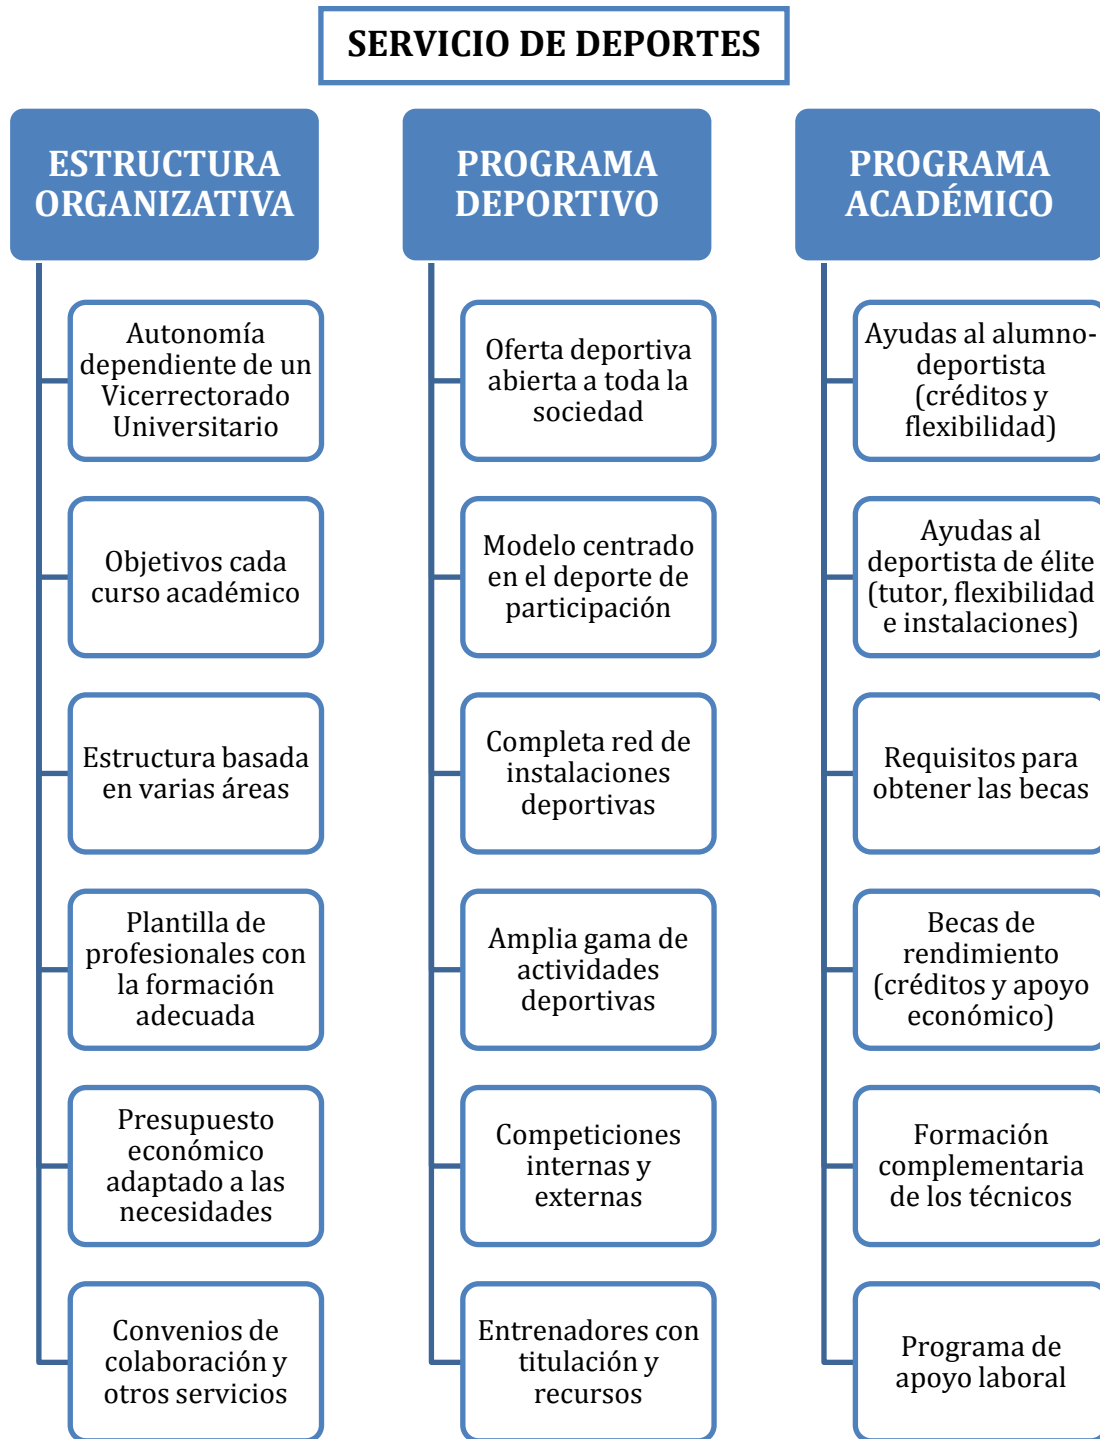 SERVICIO DE DEPORTES
ESTRUCTURA
ORGANIZATIVA
Autonomía
dependiente de un
Vicerrectorado
Universitario
Objetivos cada
curso académico
Estructura basada
en varias áreas
Plantilla de
profesionales con
la formación
adecuada
Presupuesto
económico
adaptado a las
necesidades
Convenios de
colaboración y
otros servicios
PROGRAMA
DEPORTIVO
Oferta deportiva
abierta a toda la
sociedad
Modelo centrado
en el deporte de
participación
Completa red de
instalaciones
deportivas
Amplia gama de
actividades
deportivas
Competiciones
internas y
externas
Entrenadores con
titulación y
recursos
PROGRAMA
ACADÉMICO
Ayudas al alumno-
deportista
(créditos y
flexibilidad)
Ayudas al
deportista de élite
(tutor, flexibilidad
e instalaciones)
Requisitos para
obtener las becas
Becas de
rendimiento
(créditos y apoyo
económico)
Formación
complementaria
de los técnicos
Programa de
apoyo laboral